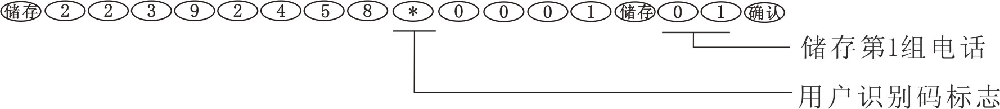 储存 2 2 3 9 2 4 5 8 * 0 0 0 1 储存 0 1 确认
储存第1组电话
用户识别码标志